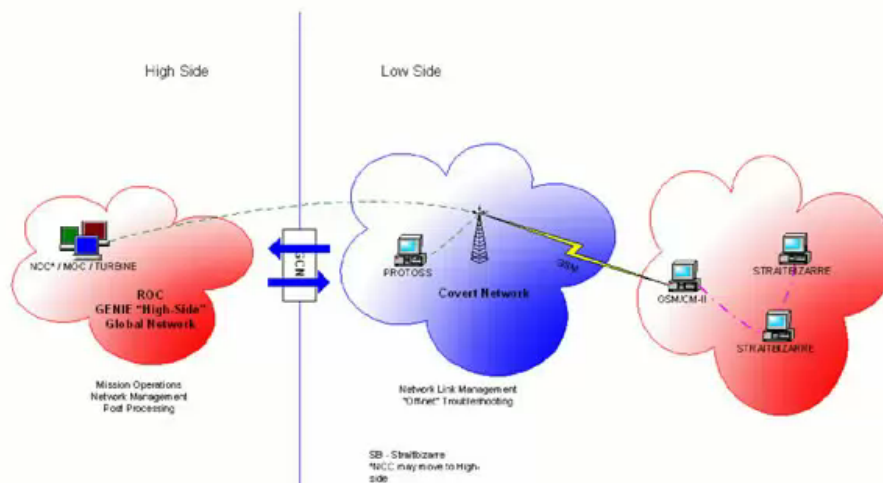 High Side
Low Side
NCC* / MOC / TURBINE
ROC
GENIE "High-Side"
Global Network
Mission Operations
Network Management
Post Processing
GCN
PROTOSS
Covert Network
GSM
Network Link Management
"Offnet" Troubleshooting
GSM/CM-II
STRAITBIZARRE
STRAITBIZARRE
SB - Straitbizarre
*NCC may move to High-
side